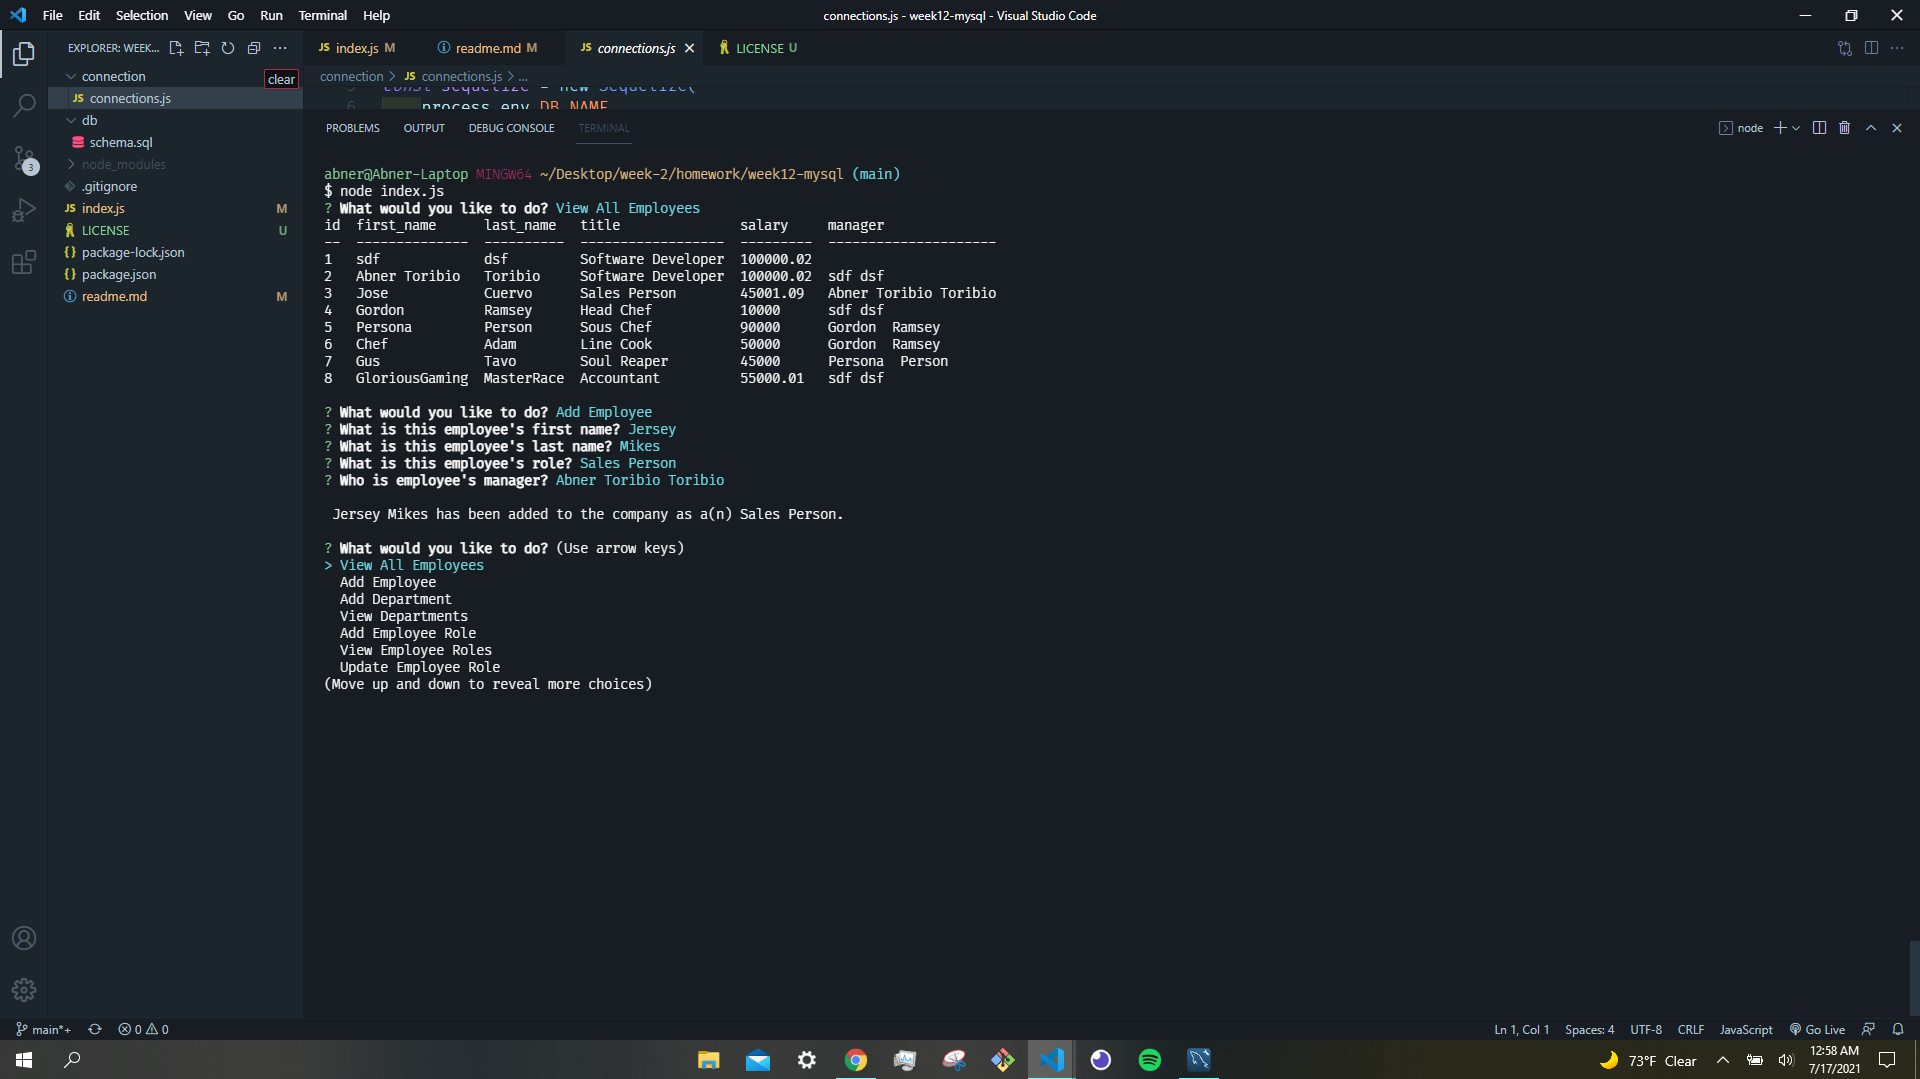 File Edit Selection View Go Run Terminal Help
connections.js - week12-mysql - Visual Studio Code
EXPLORER: WEEK...
connection
clear
JS connections.js
db
schema.sql
node_modules
.gitignore
JS index.js M
LICENSE U
{} package-lock.json
{} package.json
readme.md M
3
JS index.js M
readme.md M
JS connections.js
LICENSE U
connection > JS connections.js > ...
5 const sequelize = new Sequelize(
6 process.env.DB_NAME
PROBLEMS OUTPUT DEBUG CONSOLE TERMINAL
node
abner@Abner-Laptop MINGW64 ~/Desktop/week-2/homework/week12-mysql (main)
$ node index.js
? What would you like to do? View All Employees
id first_name last_name title salary manager
-- -------------- ---------- ------------------ --------- ---------------------
1 sdf dsf Software Developer 100000.02
2 Abner Toribio Toribio Software Developer 100000.02 sdf dsf
3 Jose Cuervo Sales Person 45001.09 Abner Toribio Toribio
4 Gordon Ramsey Head Chef 10000 sdf dsf
5 Persona Person Sous Chef 90000 Gordon Ramsey
6 Chef Adam Line Cook 50000 Gordon Ramsey
7 Gus Tavo Soul Reaper 45000 Persona Person
8 GloriousGaming MasterRace Accountant 55000.01 sdf dsf
? What would you like to do? Add Employee
? What is this employee's first name? Jersey
? What is this employee's last name? Mikes
? What is this employee's role? Sales Person
? Who is employee's manager? Abner Toribio Toribio
Jersey Mikes has been added to the company as a(n) Sales Person.
? What would you like to do? (Use arrow keys)
> View All Employees
Add Employee
Add Department
View Departments
Add Employee Role
View Employee Roles
Update Employee Role
(Move up and down to reveal more choices)
main*+ 0 0
Ln 1, Col 1 Spaces: 4 UTF-8 CRLF JavaScript Go Live
73°F Clear
12:58 AM
7/17/2021